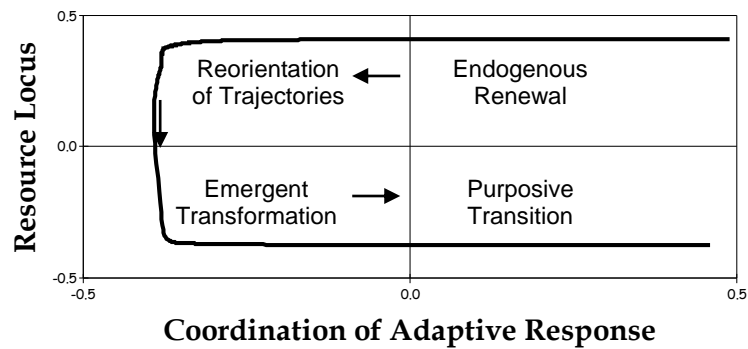 0.5
Resource Locus
Reorientation
of Trajectories
Endogenous
Renewal
0.0
Emergent
Transformation
Purposive
Transition
-0.5
-0.5
0.0
0.5
Coordination of Adaptive Response